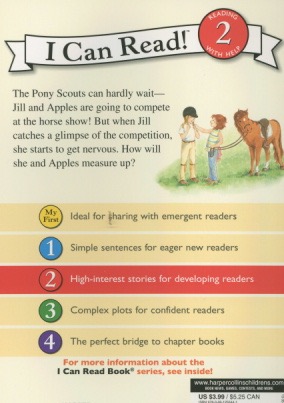 I Can Read!
READING
2
WITH HELP
The Pony Scouts can hardly wait—
Jill and Apples are going to compete
at the horse show! But when Jill
catches a glimpse of the competition,
she starts to get nervous. How will
she and Apples measure up?
My First Ideal for sharing with emergent readers
1 Simple sentences for eager new readers
2 High-interest stories for developing readers
3 Complex plots for confident readers
4 The perfect bridge to chapter books
For more information about the
I Can Read Book® series, see inside!
www.harpercollinschildrens.com
US $3.99 / $5.25 CAN